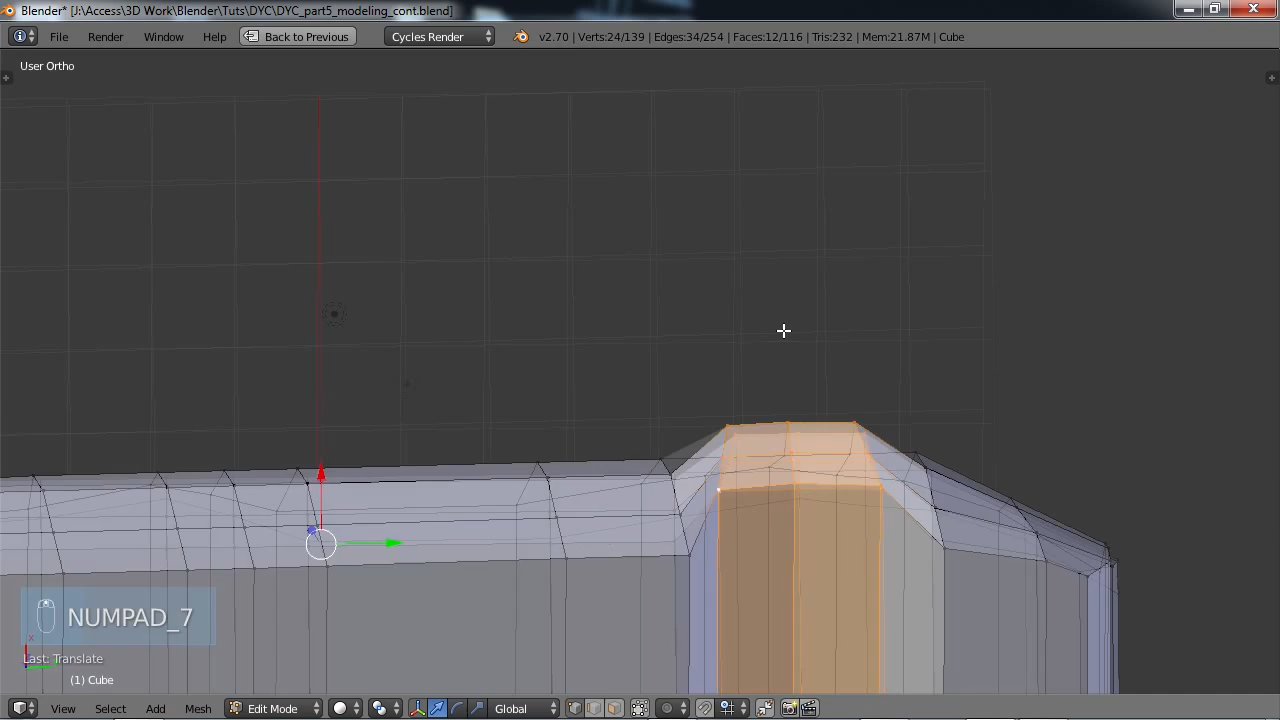 Blender* [J:\Access\3D Work\Blender\Tuts\DYC\DYC_part5_modeling_cont.blend]
File Render Window Help Back to Previous Cycles Render v2.70 | Verts:24/139 | Edges:34/254 | Faces:12/116 | Tris:232 | Mem:21.87M | Cube
User Ortho
NUMPAD_7
x
Last: Translate
(1) Cube
View Select Add Mesh Edit Mode Global